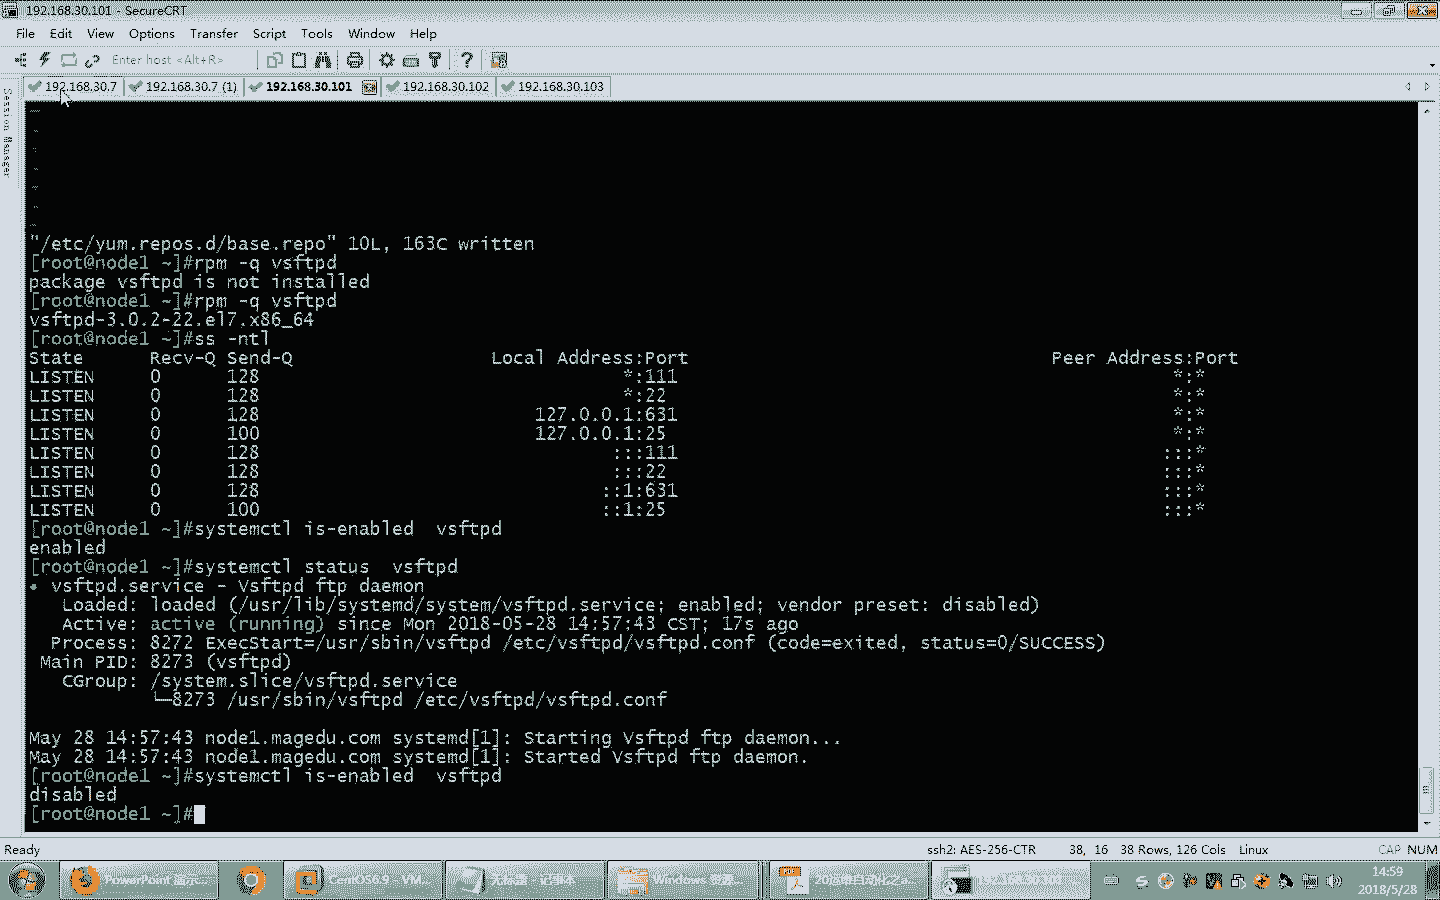 192.168.30.101 - SecureCRT
File Edit View Options Transfer Script Tools Window Help
Enter host <Alt+R>
192.168.30.7 192.168.30.7 (1) 192.168.30.101 192.168.30.102 192.168.30.103
Session Manager
~
~
~
~
~
~
~
"/etc/yum.repos.d/base.repo" 10L, 163C written
[root@node1 ~]#rpm -q vsftpd
package vsftpd is not installed
[root@node1 ~]#rpm -q vsftpd
vsftpd-3.0.2-22.el7.x86_64
[root@node1 ~]#ss -ntl
State Recv-Q Send-Q Local Address:Port Peer Address:Port
LISTEN 0 128 *:111 *:*
LISTEN 0 128 *:22 *:*
LISTEN 0 128 127.0.0.1:631 *:*
LISTEN 0 100 127.0.0.1:25 *:*
LISTEN 0 128 :::111 :::*
LISTEN 0 128 :::22 :::*
LISTEN 0 128 ::1:631 :::*
LISTEN 0 100 ::1:25 :::*
[root@node1 ~]#systemctl is-enabled  vsftpd
enabled
[root@node1 ~]#systemctl status  vsftpd
● vsftpd.service - Vsftpd ftp daemon
Loaded: loaded (/usr/lib/systemd/system/vsftpd.service; enabled; vendor preset: disabled)
Active: active (running) since Mon 2018-05-28 14:57:43 CST; 17s ago
Process: 8272 ExecStart=/usr/sbin/vsftpd /etc/vsftpd/vsftpd.conf (code=exited, status=0/SUCCESS)
Main PID: 8273 (vsftpd)
CGroup: /system.slice/vsftpd.service
└─8273 /usr/sbin/vsftpd /etc/vsftpd/vsftpd.conf
May 28 14:57:43 node1.magedu.com systemd[1]: Starting Vsftpd ftp daemon...
May 28 14:57:43 node1.magedu.com systemd[1]: Started Vsftpd ftp daemon.
[root@node1 ~]#systemctl is-enabled  vsftpd
disabled
[root@node1 ~]#
Ready ssh2: AES-256-CTR 38, 16 38 Rows, 126 Cols Linux CAP NUM
PowerPoint 演示... CentOS6.9 - VM... 无标题 - 记事本 Windows 资源... 20运维自动化之a... 192.168.30.101
14:59
2018/5/28